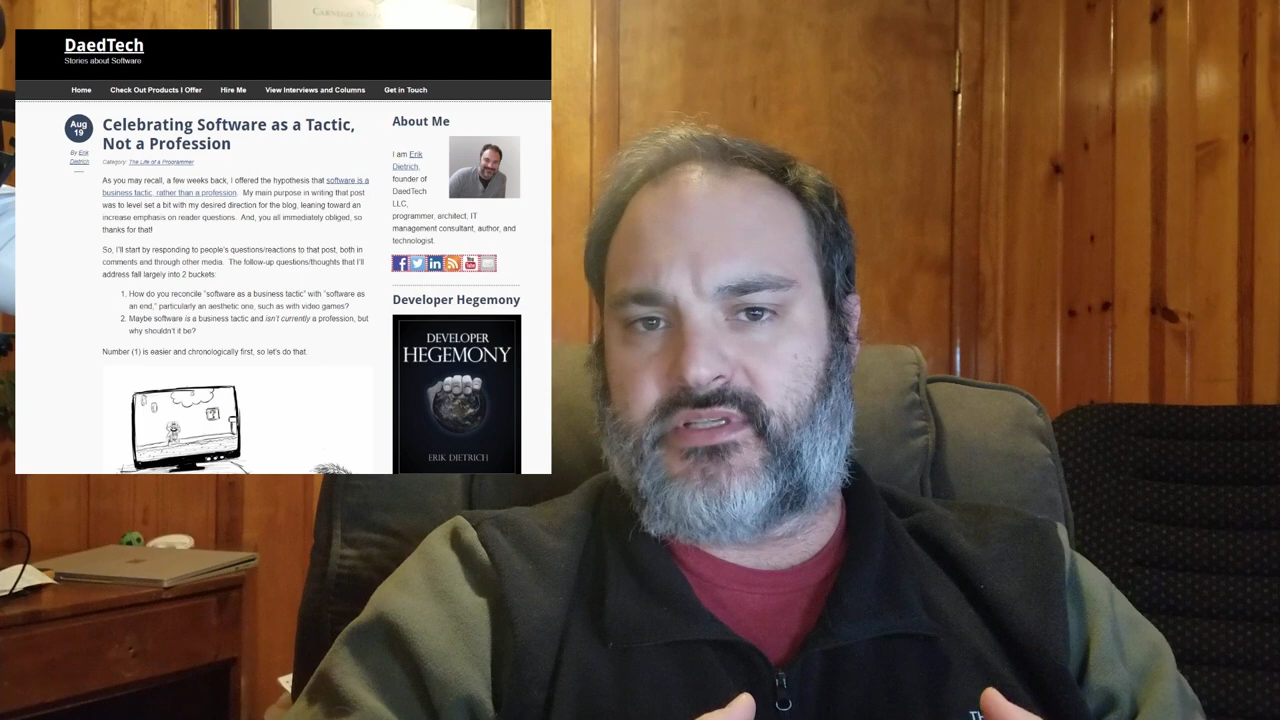 DaedTech
Stories about Software
Home Check Out Products I Offer Hire Me View Interviews and Columns Get in Touch
Aug
19
By Erik
Dietrich
Celebrating Software as a Tactic,
Not a Profession
Category: The Life of a Programmer
As you may recall, a few weeks back, I offered the hypothesis that software is a
business tactic, rather than a profession. My main purpose in writing that post
was to level set a bit with my desired direction for the blog, leaning toward an
increase emphasis on reader questions. And, you all immediately obliged, so
thanks for that!
So, I'll start by responding to people's questions/reactions to that post, both in
comments and through other media. The follow-up questions/thoughts that I'll
address fall largely into 2 buckets:
1. How do you reconcile "software as a business tactic" with "software as
an end," particularly an aesthetic one, such as with video games?
2. Maybe software is a business tactic and isn't currently a profession, but
why shouldn't it be?
Number (1) is easier and chronologically first, so let's do that.
About Me
I am Erik
Dietrich,
founder of
DaedTech
LLC,
programmer, architect, IT
management consultant, author, and
technologist.
Developer Hegemony
DEVELOPER
HEGEMONY
ERIK DIETRICH